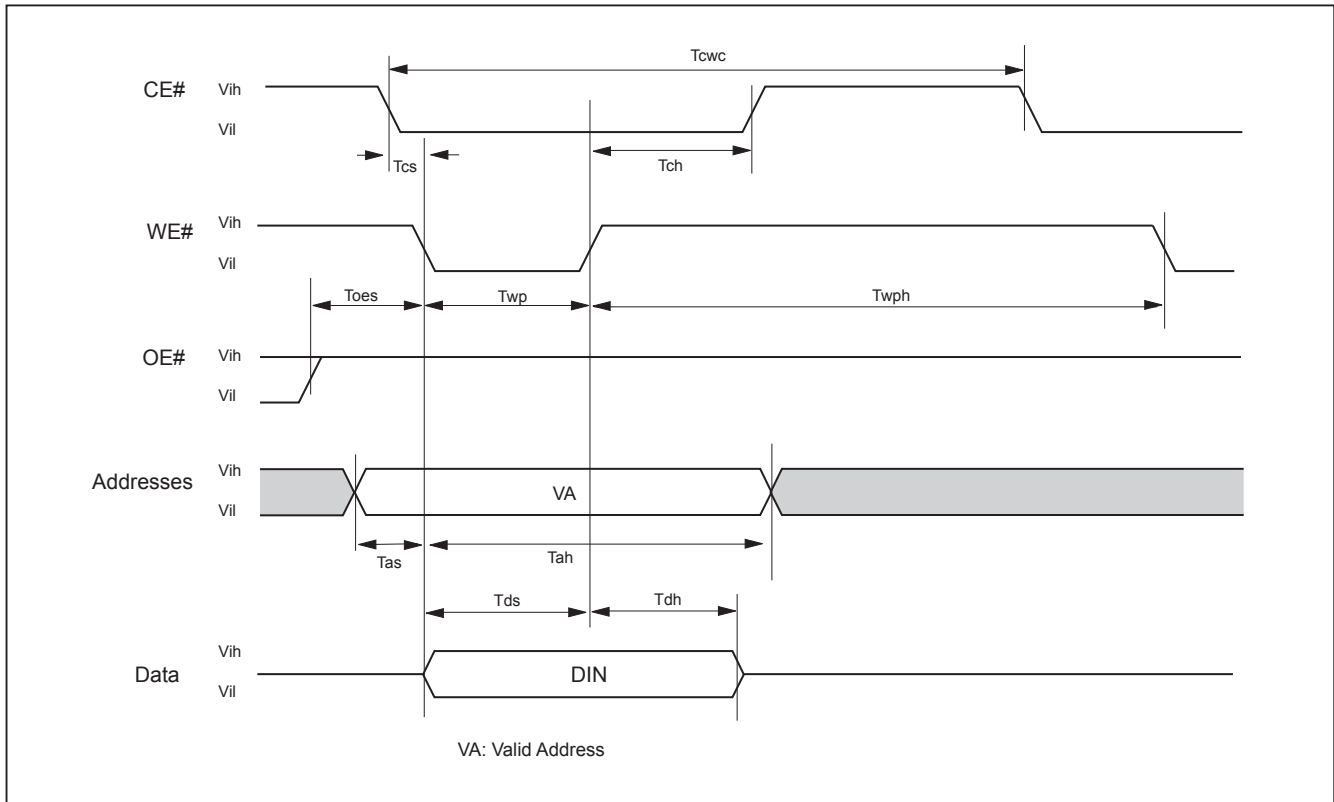 Tcwc
CE#
Vih
Vil
Tcs
Tch
WE#
Vih
Vil
Toes
Twp
Twph
OE#
Vih
Vil
Addresses
Vih
Vil
VA
Tas
Tah
Tds
Tdh
Data
Vih
Vil
DIN
VA: Valid Address